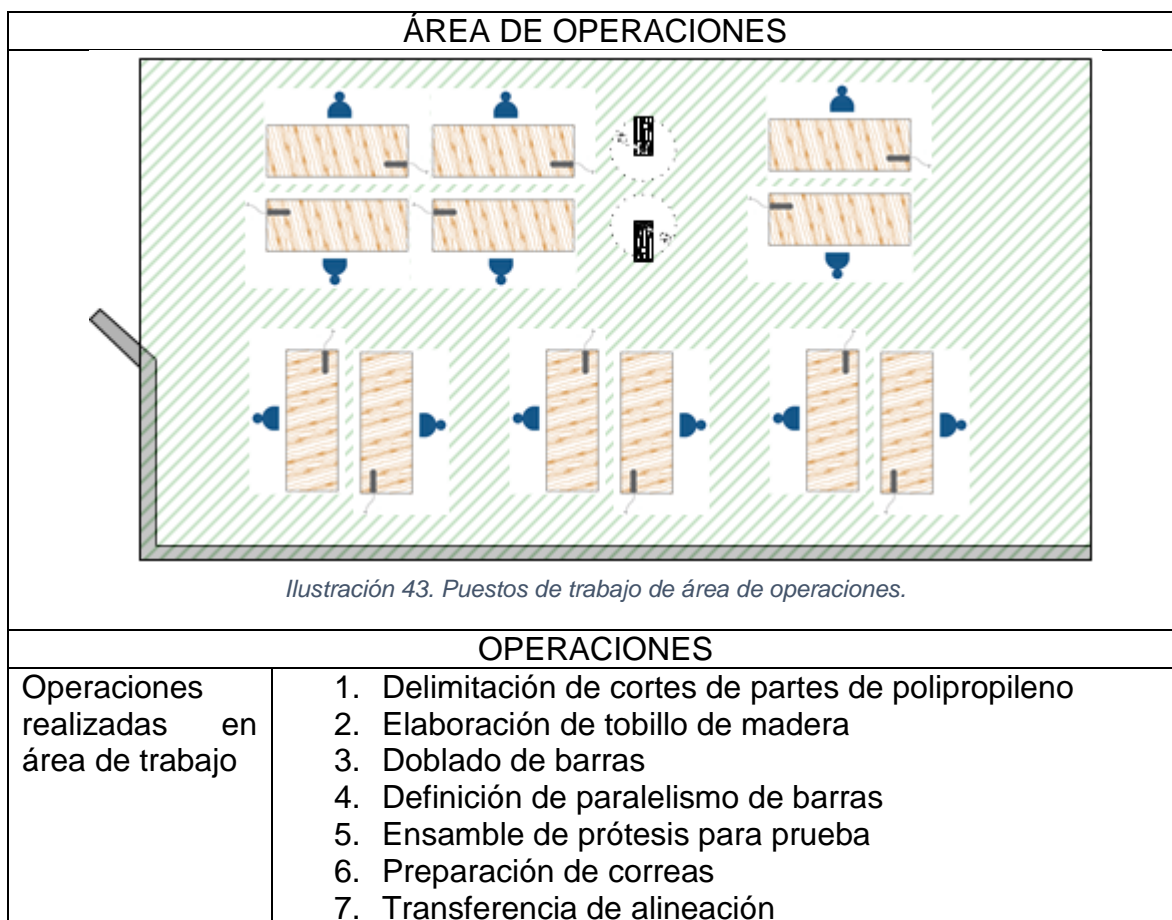 ÁREA DE OPERACIONES
Ilustración 43. Puestos de trabajo de área de operaciones.
OPERACIONES
Operaciones
realizadas en
área de trabajo
1. Delimitación de cortes de partes de polipropileno
2. Elaboración de tobillo de madera
3. Doblado de barras
4. Definición de paralelismo de barras
5. Ensamble de prótesis para prueba
6. Preparación de correas
7. Transferencia de alineación